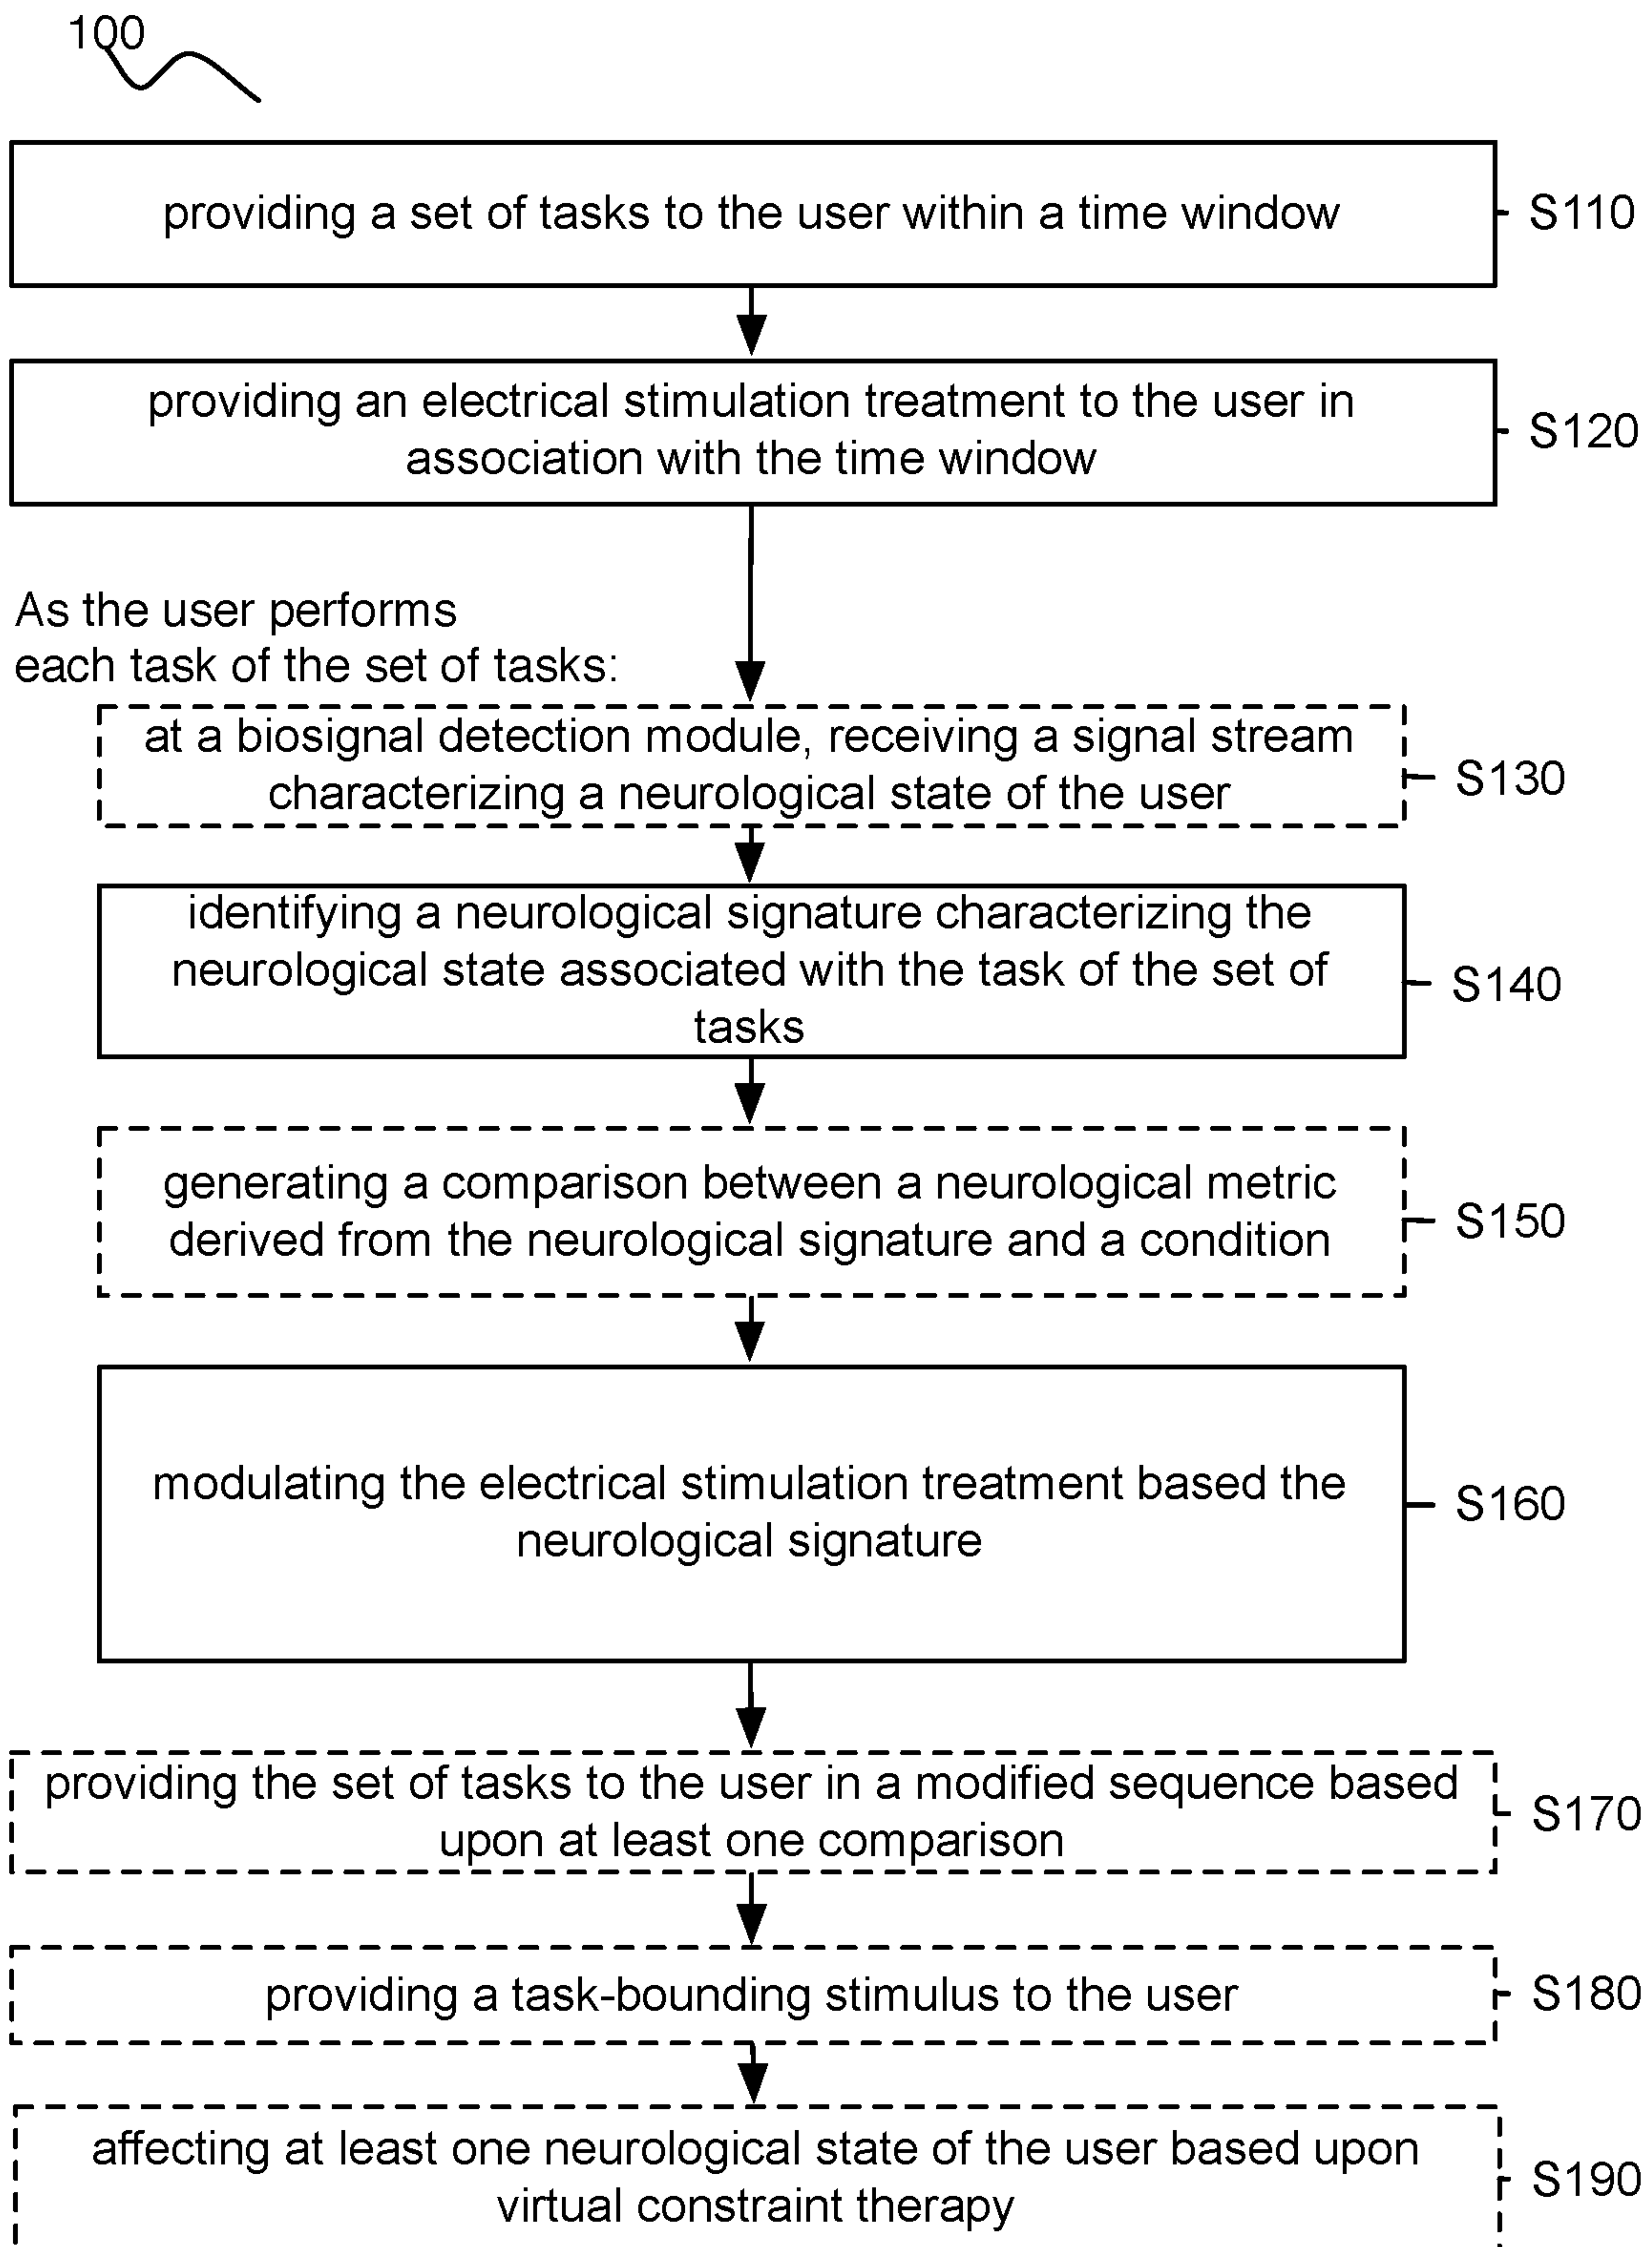 100
providing a set of tasks to the user within a time window
S110
providing an electrical stimulation treatment to the user in
association with the time window
S120
As the user performs
each task of the set of tasks:
at a biosignal detection module, receiving a signal stream
characterizing a neurological state of the user
S130
identifying a neurological signature characterizing the
neurological state associated with the task of the set of
tasks
S140
generating a comparison between a neurological metric
derived from the neurological signature and a condition
S150
modulating the electrical stimulation treatment based the
neurological signature
S160
providing the set of tasks to the user in a modified sequence based
upon at least one comparison
S170
providing a task-bounding stimulus to the user
S180
affecting at least one neurological state of the user based upon
virtual constraint therapy
S190